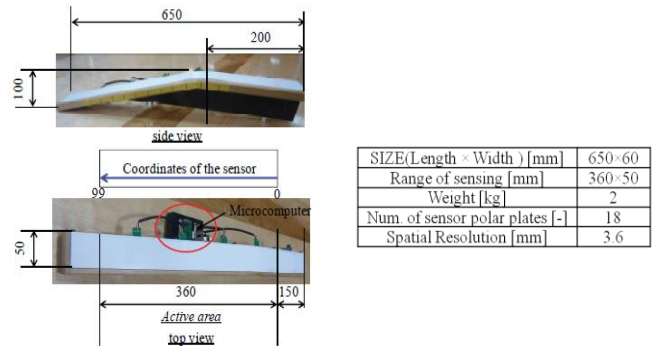 650
200
100
side view
Coordinates of the sensor
99
0
Microcomputer
50
360
150
Active area
top view
SIZE(Length × Width ) [mm] 650×60
Range of sensing [mm] 360×50
Weight [kg] 2
Num. of sensor polar plates [-] 18
Spatial Resolution [mm] 3.6